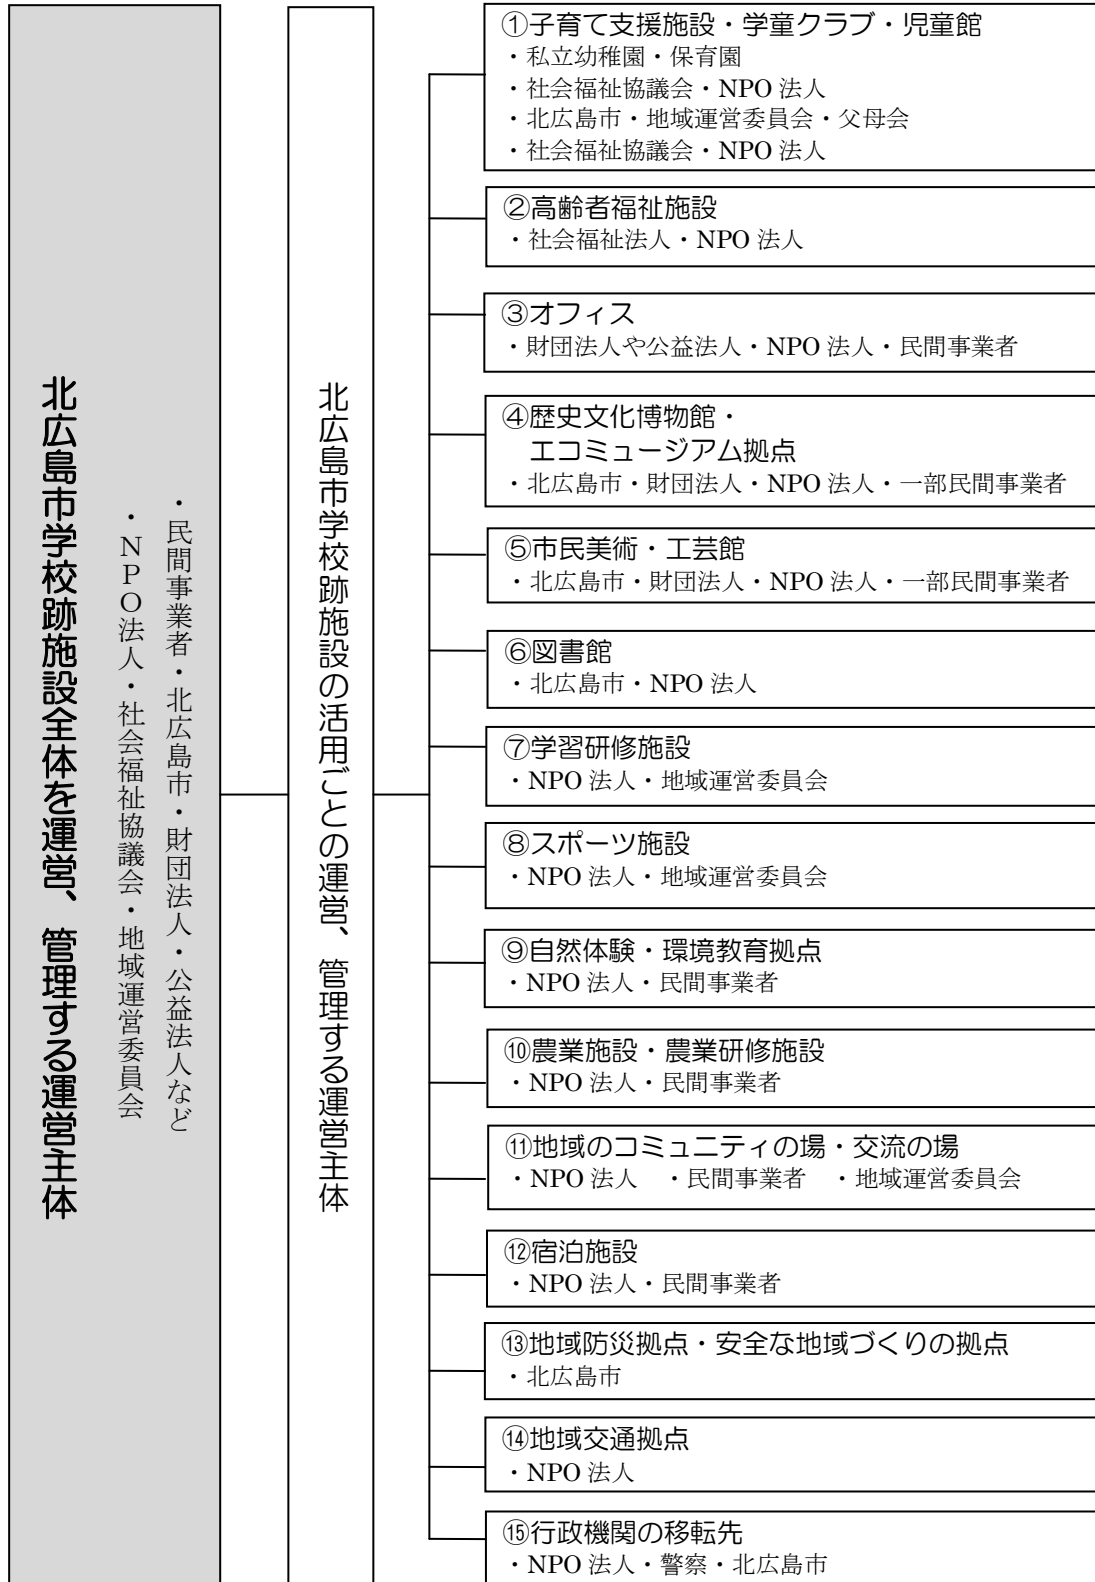 北広島市学校跡施設全体を運営、管理する運営主体
・民間事業者・北広島市・財団法人・公益法人など
・NPO法人・社会福祉協議会・地域運営委員会
北広島市学校跡施設の活用ごとの運営、管理する運営主体
①子育て支援施設・学童クラブ・児童館
・私立幼稚園・保育園
・社会福祉協議会・NPO 法人
・北広島市・地域運営委員会・父母会
・社会福祉協議会・NPO 法人
②高齢者福祉施設
・社会福祉法人・NPO 法人
③オフィス
・財団法人や公益法人・NPO 法人・民間事業者
④歴史文化博物館・
エコミュージアム拠点
・北広島市・財団法人・NPO 法人・一部民間事業者
⑤市民美術・工芸館
・北広島市・財団法人・NPO 法人・一部民間事業者
⑥図書館
・北広島市・NPO 法人
⑦学習研修施設
・NPO 法人・地域運営委員会
⑧スポーツ施設
・NPO 法人・地域運営委員会
⑨自然体験・環境教育拠点
・NPO 法人・民間事業者
⑩農業施設・農業研修施設
・NPO 法人・民間事業者
⑪地域のコミュニティの場・交流の場
・NPO 法人　・民間事業者　・地域運営委員会
⑫宿泊施設
・NPO 法人・民間事業者
⑬地域防災拠点・安全な地域づくりの拠点
・北広島市
⑭地域交通拠点
・NPO 法人
⑮行政機関の移転先
・NPO 法人・警察・北広島市